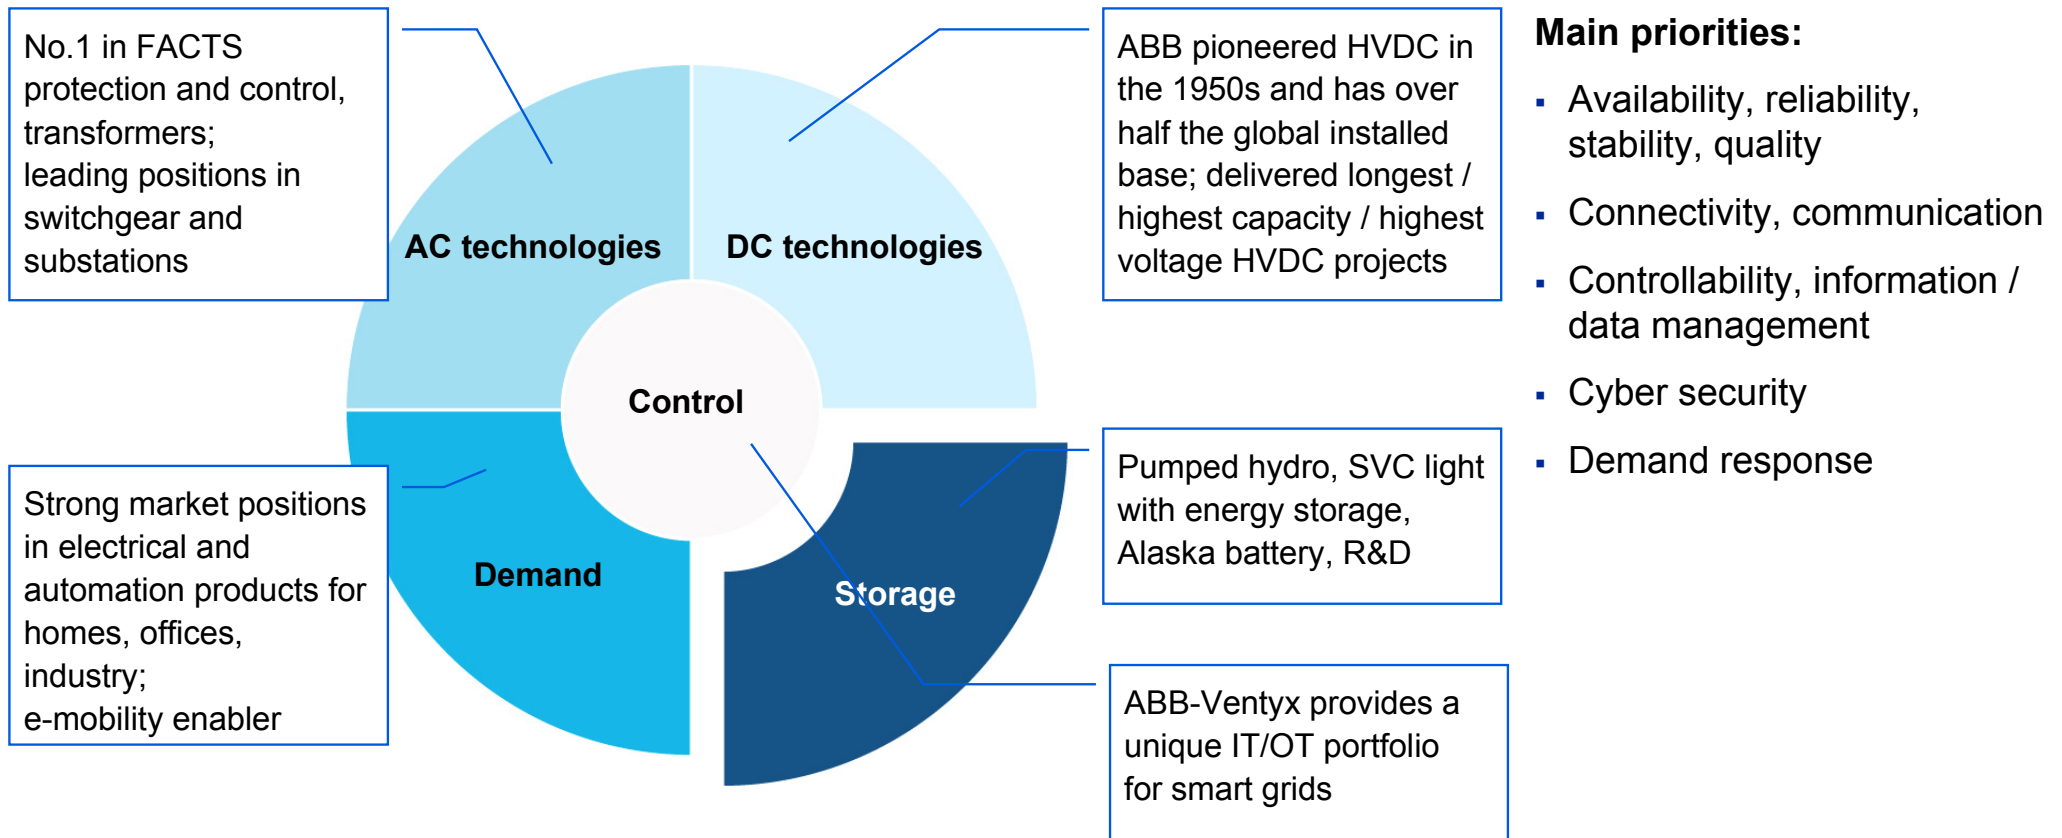 No.1 in FACTS
protection and control,
transformers;
leading positions in
switchgear and
substations
AC technologies
DC technologies
ABB pioneered HVDC in
the 1950s and has over
half the global installed
base; delivered longest /
highest capacity / highest
voltage HVDC projects
Control
Strong market positions
in electrical and
automation products for
homes, offices,
industry;
e-mobility enabler
Demand
Storage
Pumped hydro, SVC light
with energy storage,
Alaska battery, R&D
ABB-Ventyx provides a
unique IT/OT portfolio
for smart grids
Main priorities:
▪ Availability, reliability,
stability, quality
▪ Connectivity, communication
▪ Controllability, information /
data management
▪ Cyber security
▪ Demand response